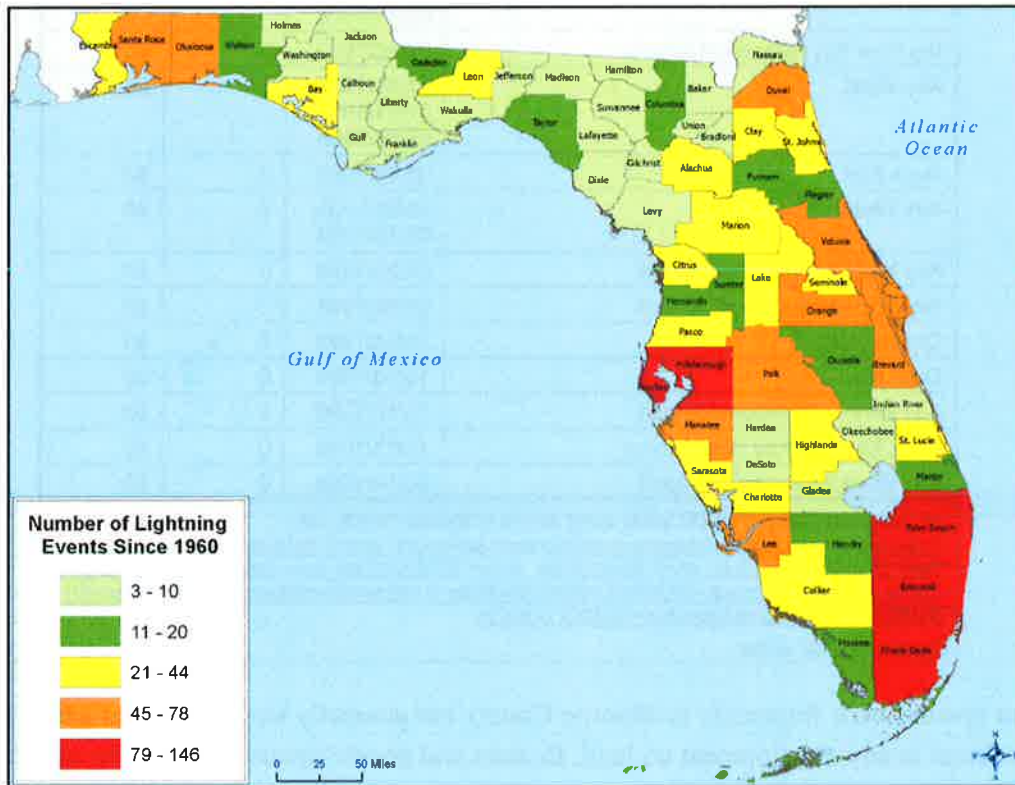 Holmes
Jackson
Escambia
Santa Rosa
Okaloosa
Walton
Washington
Gadsden
Nassau
Leon
Jefferson
Madison
Hamilton
Baker
Duval
Bay
Calhoun
Liberty
Wakulla
Taylor
Suwannee
Columbia
Union
Bradford
Clay
St. Johns
Atlantic
Ocean
Gulf
Franklin
Lafayette
Gilchrist
Alachua
Putnam
Flagler
Dixie
Levy
Marion
Volusia
Citrus
Sumter
Lake
Seminole
Hernando
Orange
Pasco
Gulf of Mexico
Hillsborough
Polk
Osceola
Brevard
Indian River
Manatee
Hardee
Highlands
Okeechobee
St. Lucie
Sarasota
DeSoto
Martin
Charlotte
Glades
Lee
Hendry
Palm Beach
Collier
Broward
Monroe
Miami-Dade
Number of Lightning
Events Since 1960
3 - 10
11 - 20
21 - 44
45 - 78
79 - 146
0 25 50 Miles
N